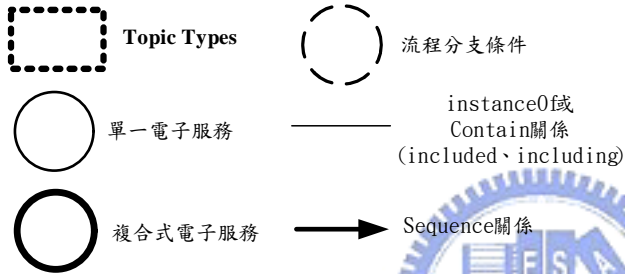 Topic Types
流程分支條件
單一電子服務
instanceOf或
Contain關係
(included、including)
複合式電子服務
Sequence關係
ES